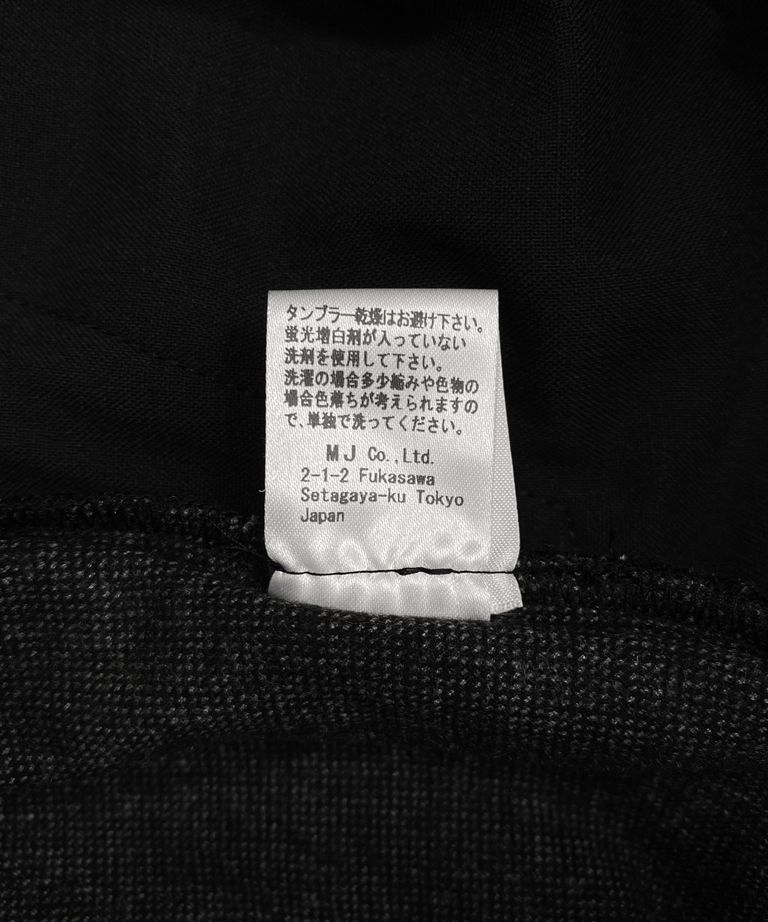 タンブラー乾燥はお避け下さい。
蛍光増白剤が入っていない
洗剤を使用して下さい。
洗濯の場合多少縮みや色物の
場合色落ちが考えられますの
で、単独で洗ってください。
MJ Co.,Ltd.
2-1-2 Fukasawa
Setagaya-ku Tokyo
Japan